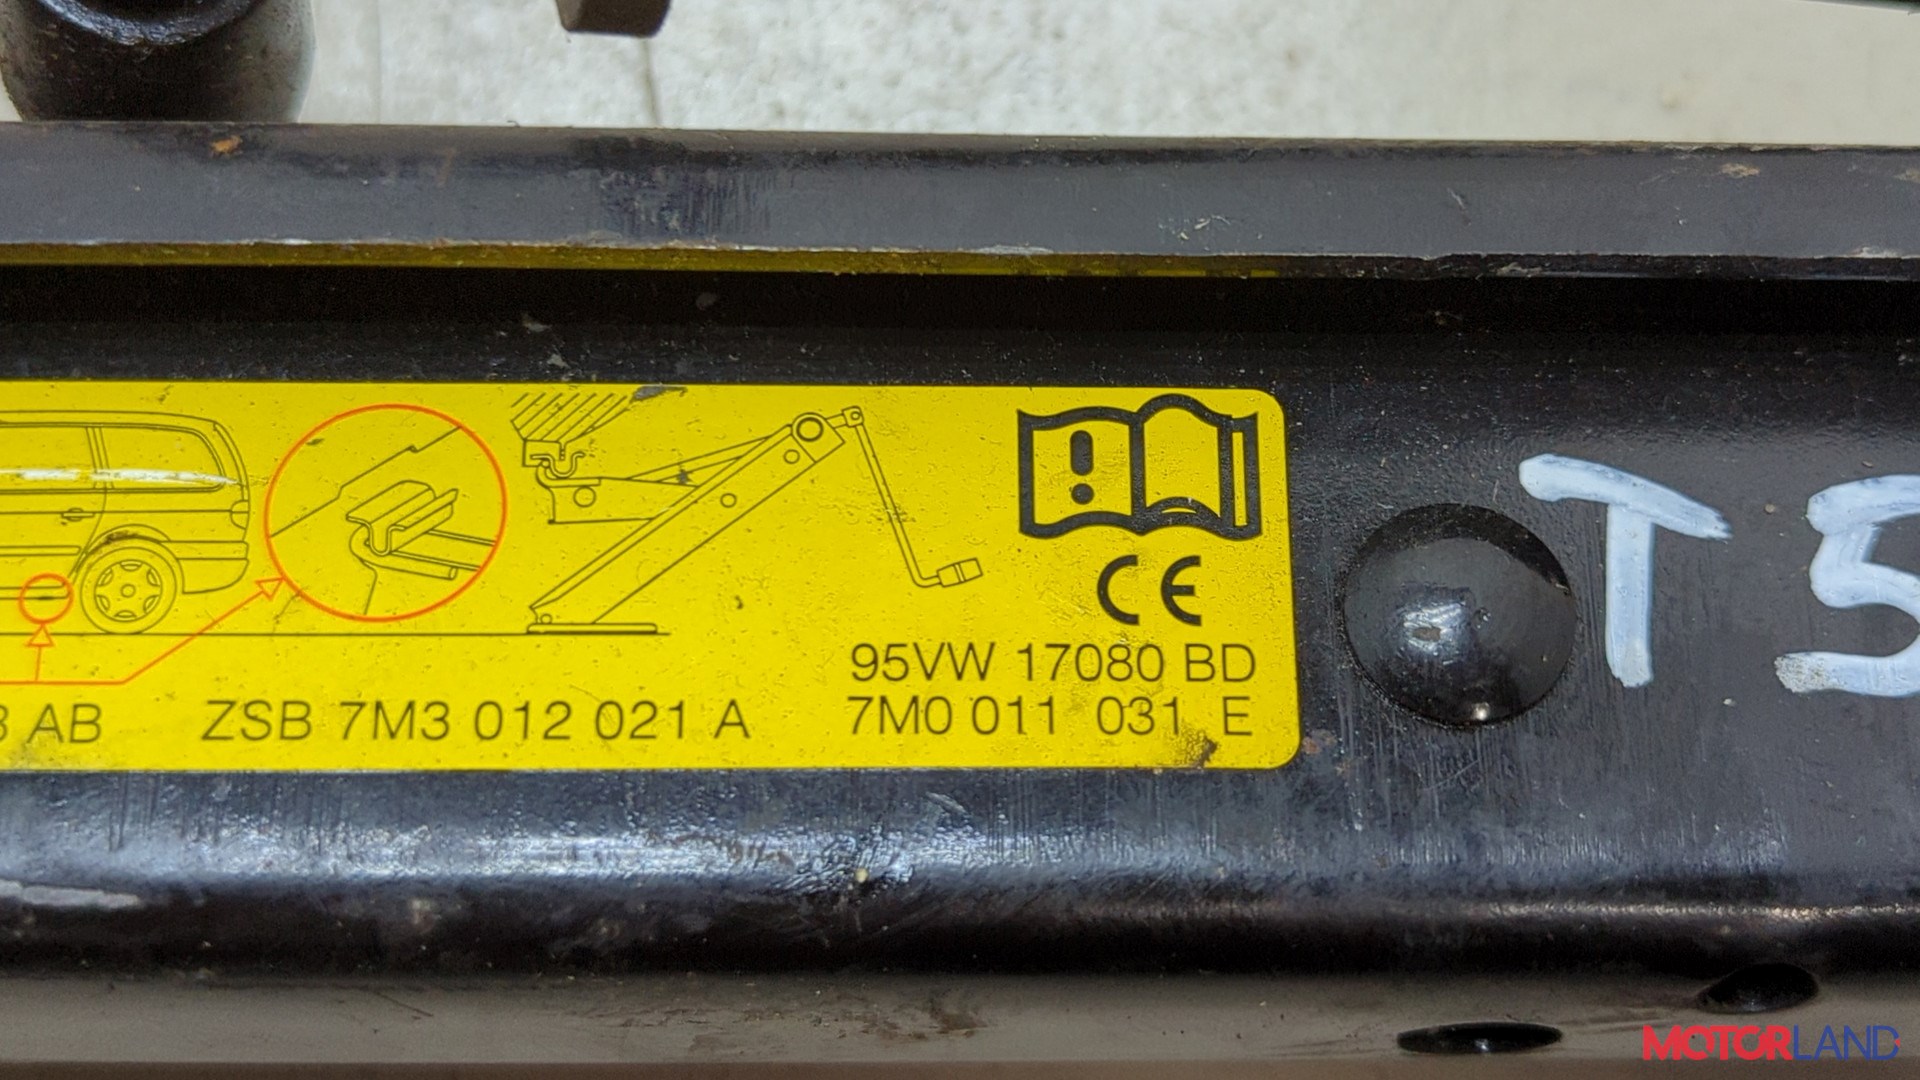 T5
CE
95VW 17080 BD
AB ZSB 7M3 012 021 A 7M0 011 031 E
MOTORLAND